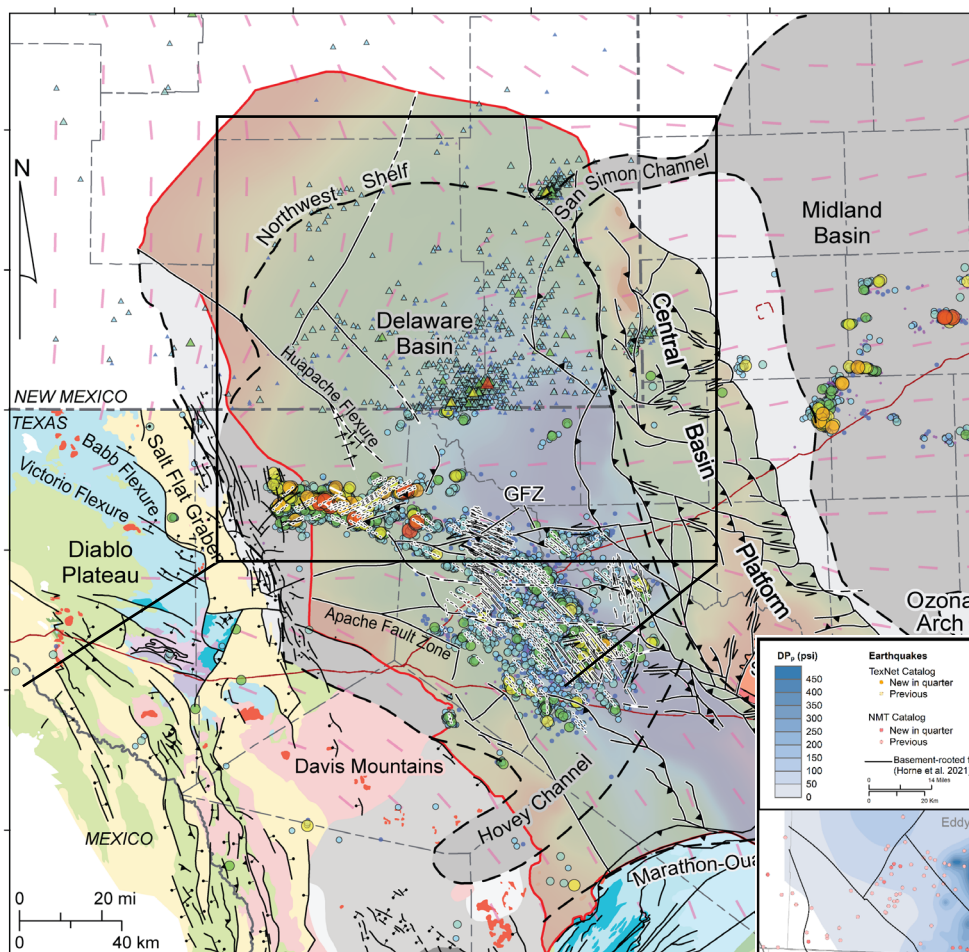 N
Northwest Shelf
San Simon Channel
Midland
Basin
Delaware
Basin
Central
Basin
Platform
Huapache Flexure
NEW MEXICO
TEXAS
Babb Flexure
Salt Flat Graben
Victorio Flexure
GFZ
Diablo
Plateau
Ozona
Arch
Apache Fault Zone
Davis Mountains
Hovey Channel
MEXICO
Marathon-Oua
0 20 mi
0 40 km
DPp (psi)
450
400
350
300
250
200
150
100
50
0
Earthquakes
TexNet Catalog
New in quarter
Previous
NMT Catalog
New in quarter
Previous
Basement-rooted f
(Horne et al. 2021
0 14 Miles
0 20 Km
Eddy